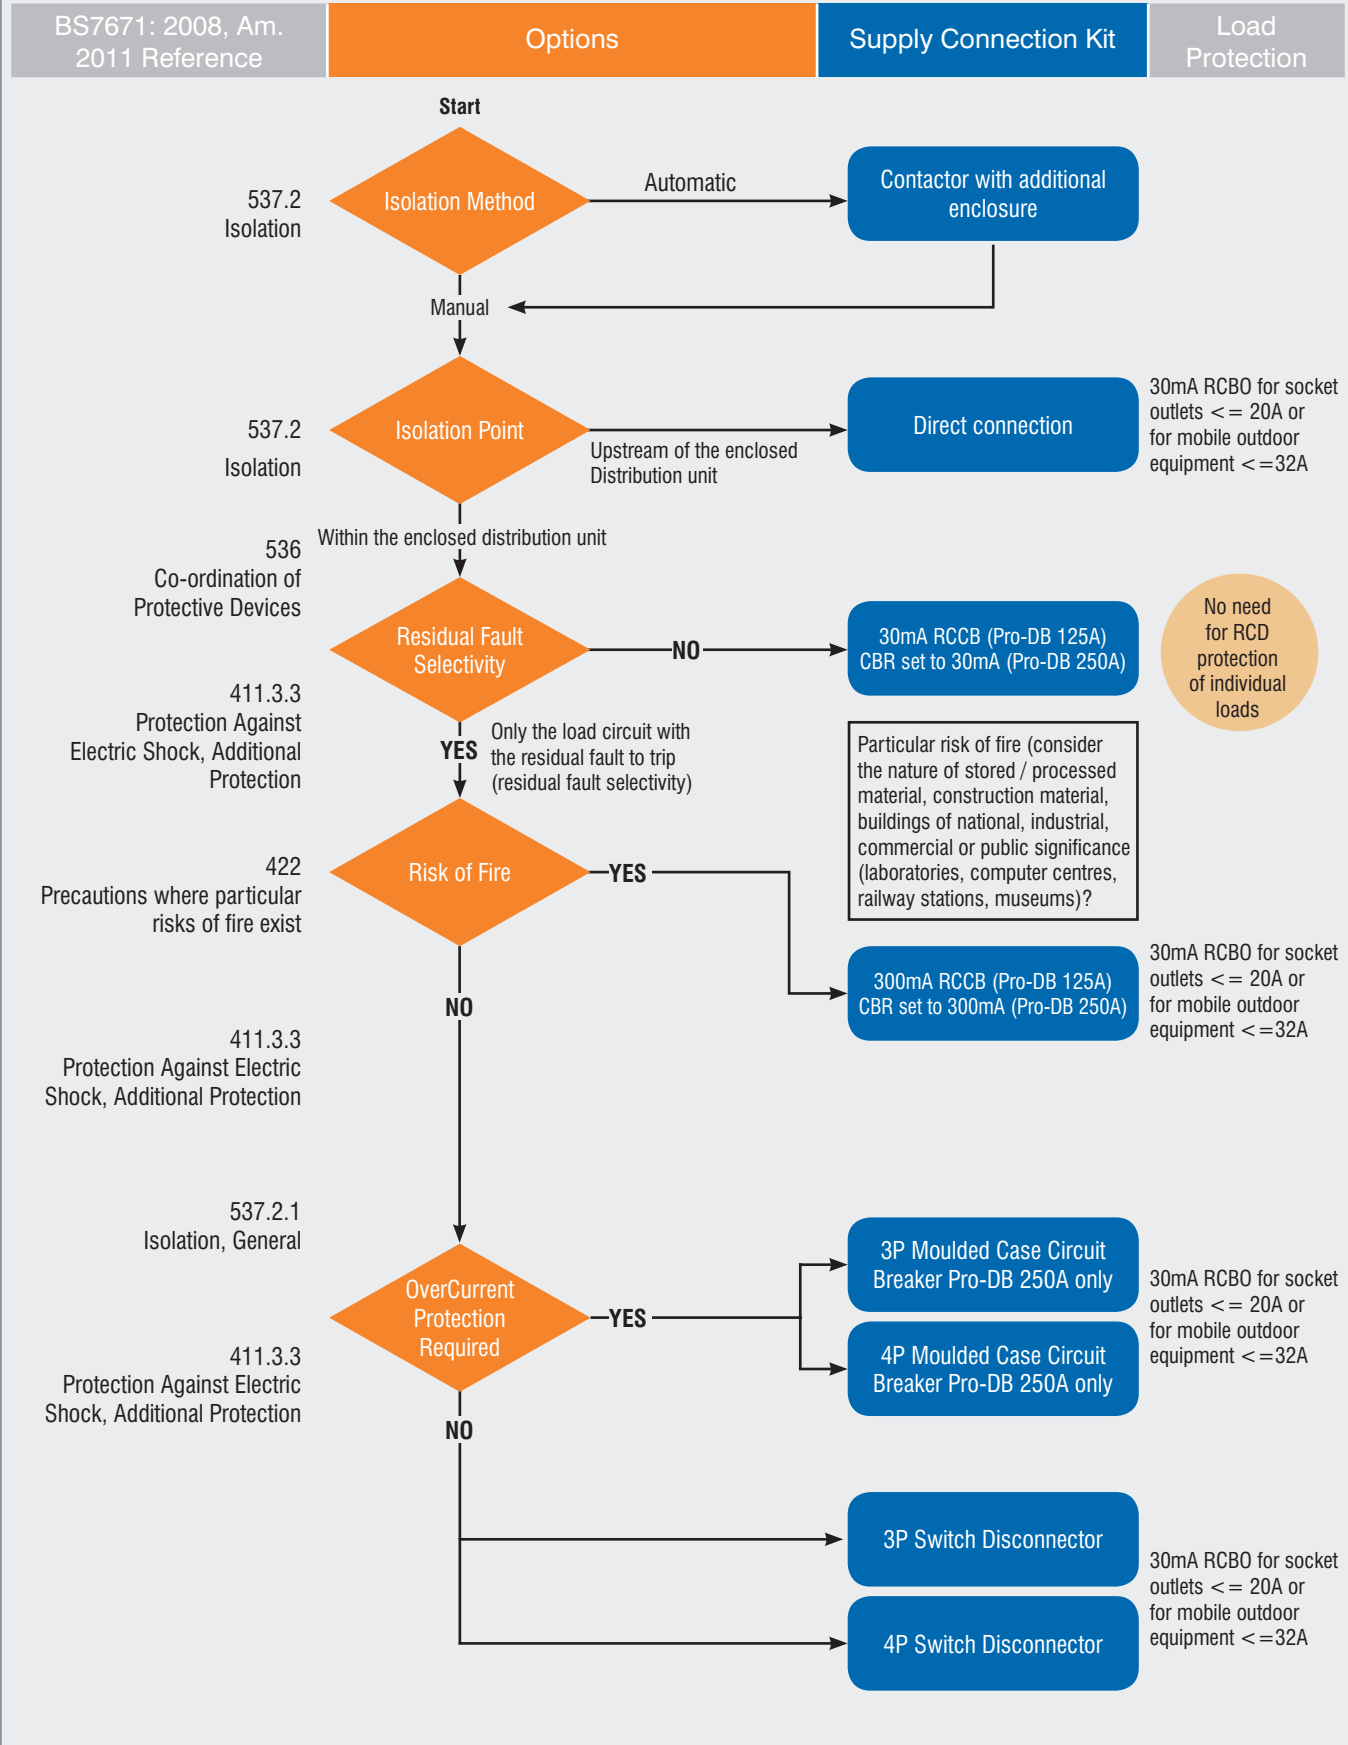 BS7671: 2008, Am.
2011 Reference
Options
Supply Connection Kit
Load
Protection
Start
537.2
Isolation
Isolation Method
Automatic
Contactor with additional
enclosure
Manual
537.2
Isolation
Isolation Point
Upstream of the enclosed
Distribution unit
Direct connection
30mA RCBO for socket
outlets <= 20A or
for mobile outdoor
equipment <=32A
Within the enclosed distribution unit
536
Co-ordination of
Protective Devices
Residual Fault
Selectivity
NO
30mA RCCB (Pro-DB 125A)
CBR set to 30mA (Pro-DB 250A)
No need
for RCD
protection
of individual
loads
411.3.3
Protection Against
Electric Shock, Additional
Protection
YES
Only the load circuit with
the residual fault to trip
(residual fault selectivity)
Particular risk of fire (consider
the nature of stored / processed
material, construction material,
buildings of national, industrial,
commercial or public significance
(laboratories, computer centres,
railway stations, museums)?
422
Precautions where particular
risks of fire exist
Risk of Fire
YES
300mA RCCB (Pro-DB 125A)
CBR set to 300mA (Pro-DB 250A)
30mA RCBO for socket
outlets <= 20A or
for mobile outdoor
equipment <=32A
NO
411.3.3
Protection Against Electric
Shock, Additional Protection
537.2.1
Isolation, General
OverCurrent
Protection
Required
YES
3P Moulded Case Circuit
Breaker Pro-DB 250A only
4P Moulded Case Circuit
Breaker Pro-DB 250A only
30mA RCBO for socket
outlets <= 20A or
for mobile outdoor
equipment <=32A
411.3.3
Protection Against Electric
Shock, Additional Protection
NO
3P Switch Disconnector
4P Switch Disconnector
30mA RCBO for socket
outlets <= 20A or
for mobile outdoor
equipment <=32A